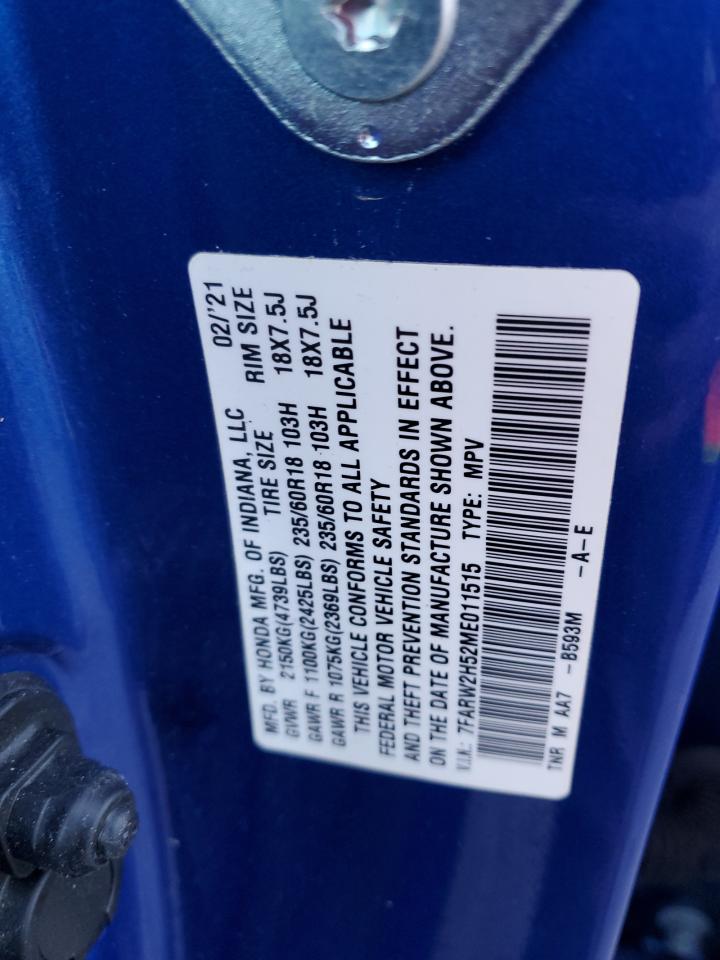 MFD. BY HONDA MFG. OF INDIANA, LLC 02/'21
GVWR 2150KG(4739LBS) TIRE SIZE RIM SIZE
GAWR F 1100KG(2425LBS) 235/60R18 103H 18X7.5J
GAWR R 1075KG(2369LBS) 235/60R18 103H 18X7.5J
THIS VEHICLE CONFORMS TO ALL APPLICABLE
FEDERAL MOTOR VEHICLE SAFETY
AND THEFT PREVENTION STANDARDS IN EFFECT
ON THE DATE OF MANUFACTURE SHOWN ABOVE.
V.I.N.: 7FARW2H52ME011515 TYPE: MPV
TNR M AA7 -B593M -A-E